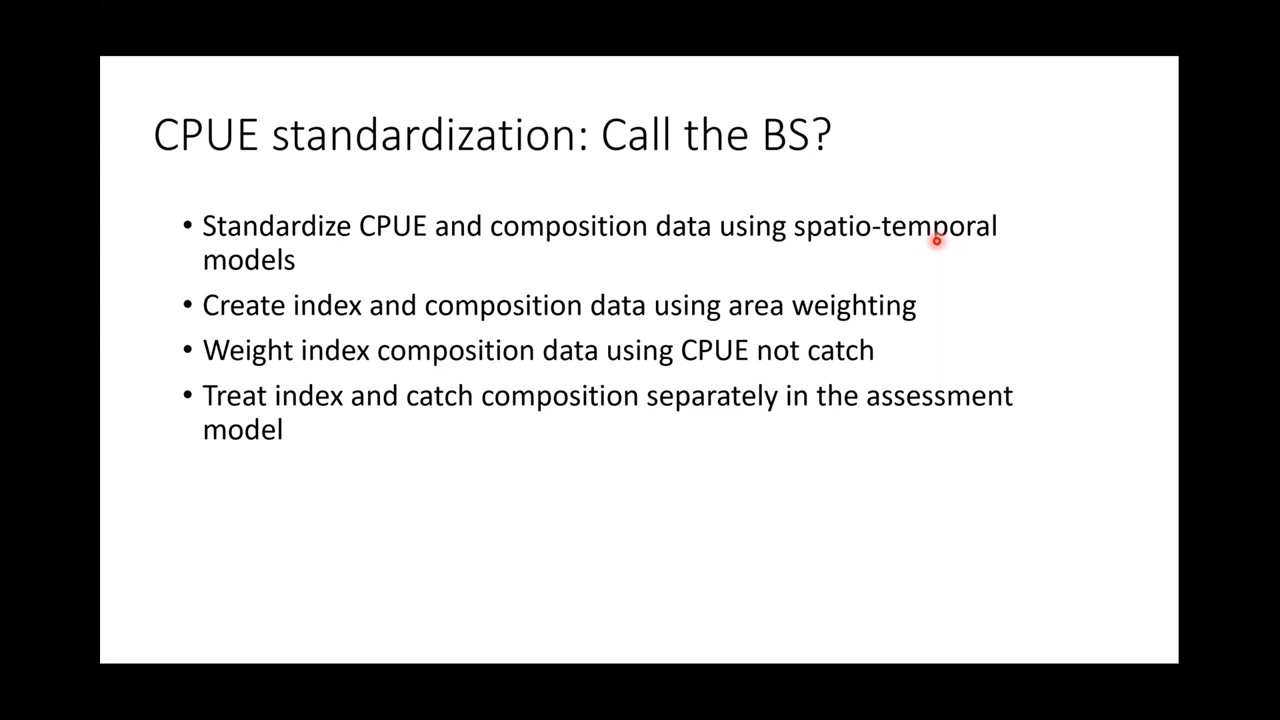 CPUE standardization: Call the BS?
• Standardize CPUE and composition data using spatio-temporal
models
• Create index and composition data using area weighting
• Weight index composition data using CPUE not catch
• Treat index and catch composition separately in the assessment
model